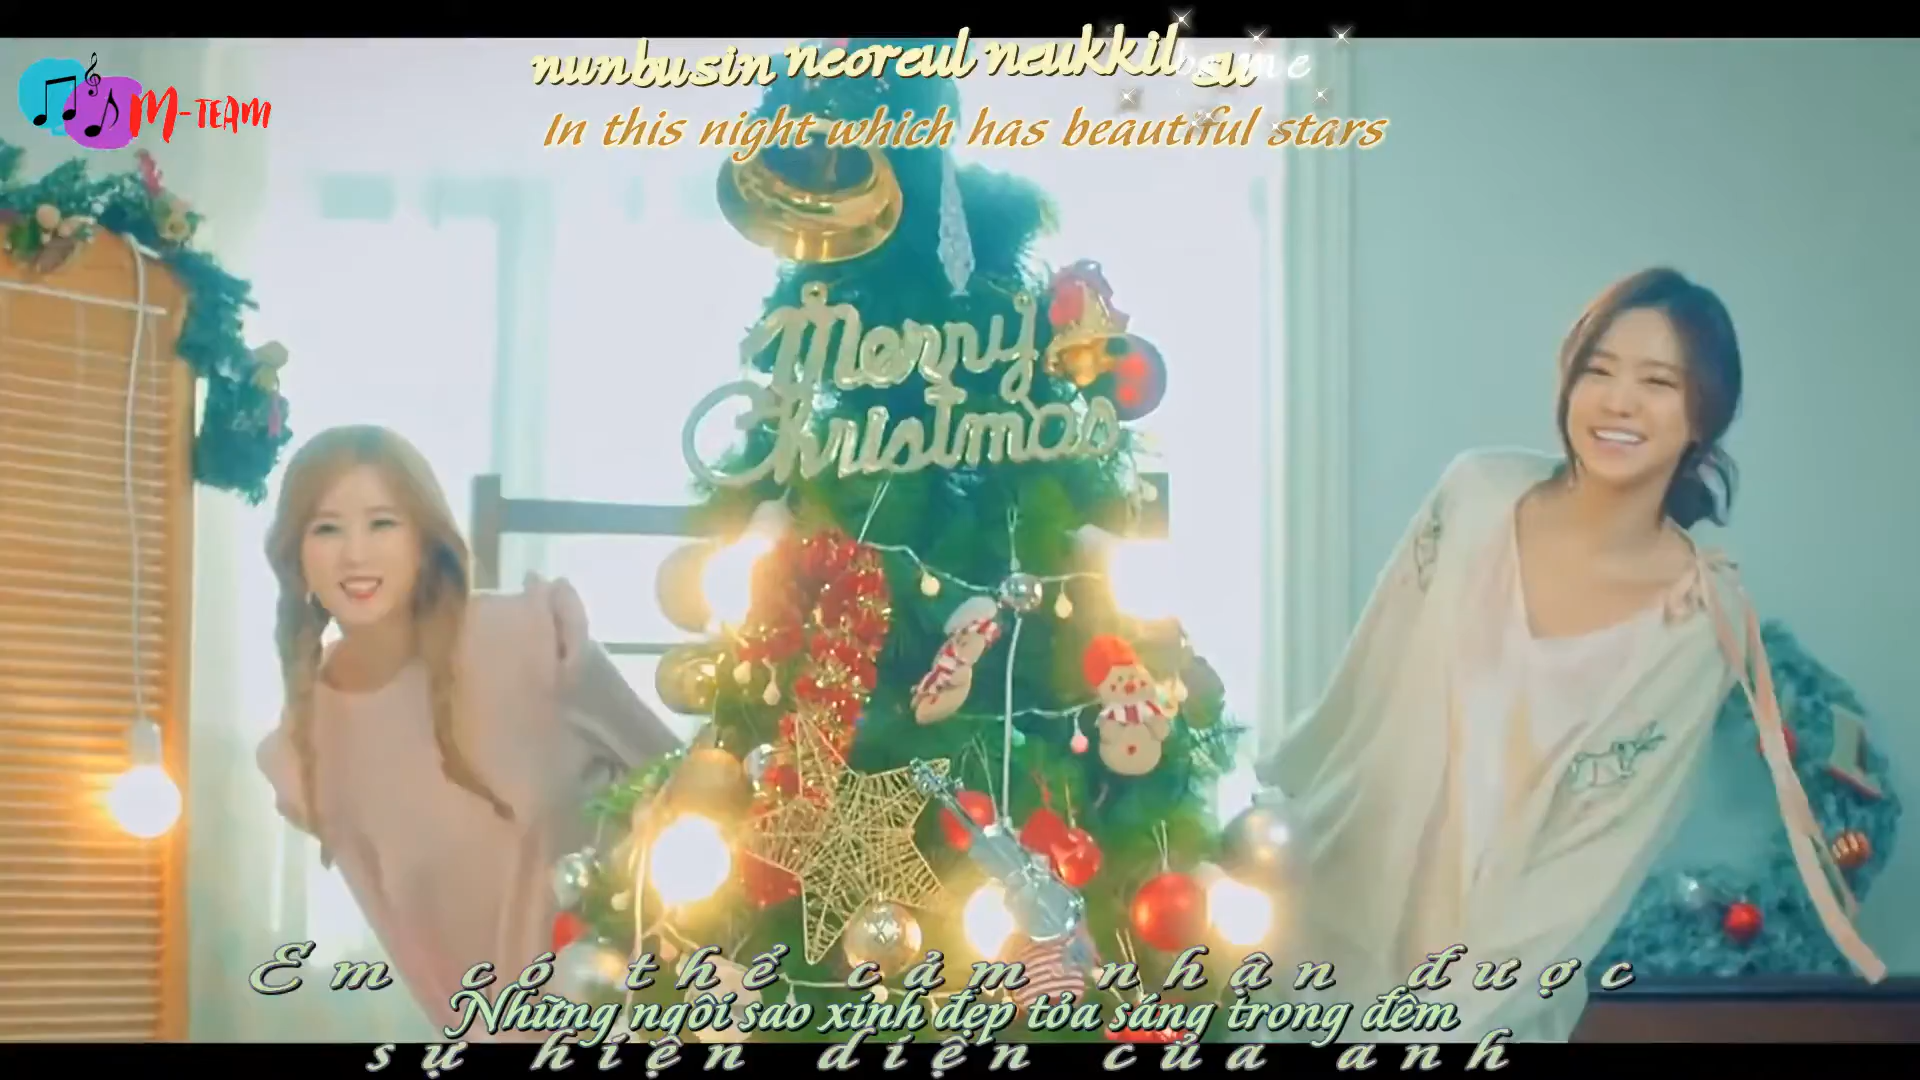 M-TEAM
nunbusin neoreul neukkil su
In this night which has beautiful stars
Merry
Christmas
Em có thể cảm nhận được
Những ngôi sao xinh đẹp tỏa sáng trong đêm
sự hiện diện của anh